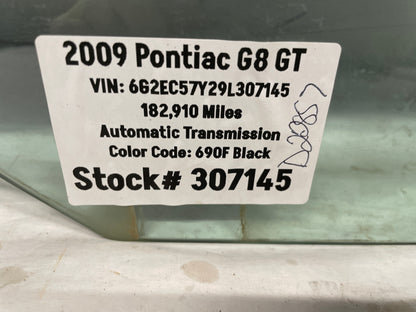 2009 Pontiac G8 GT
VIN: 6G2EC57Y29L307145
182,910 Miles
Automatic Transmission
Color Code: 690F Black
Stock# 307145